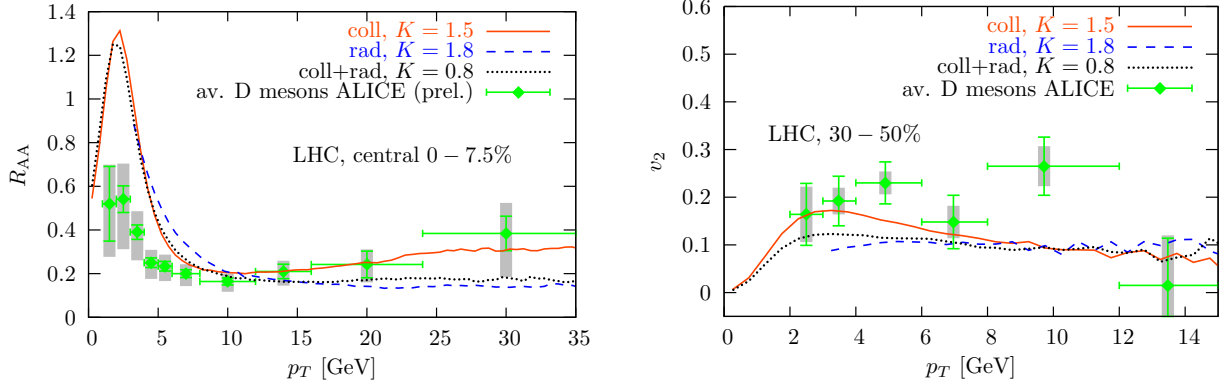 1.4
1.2
1
0.8
0.6
0.4
0.2
0
R_AA
coll, K = 1.5
rad, K = 1.8
coll+rad, K = 0.8
av. D mesons ALICE (prel.)
LHC, central 0 − 7.5%
0 5 10 15 20 25 30 35
p_T [GeV]
0.6
0.5
0.4
0.3
0.2
0.1
0
v_2
coll, K = 1.5
rad, K = 1.8
coll+rad, K = 0.8
av. D mesons ALICE
LHC, 30 − 50%
0 2 4 6 8 10 12 14
p_T [GeV]